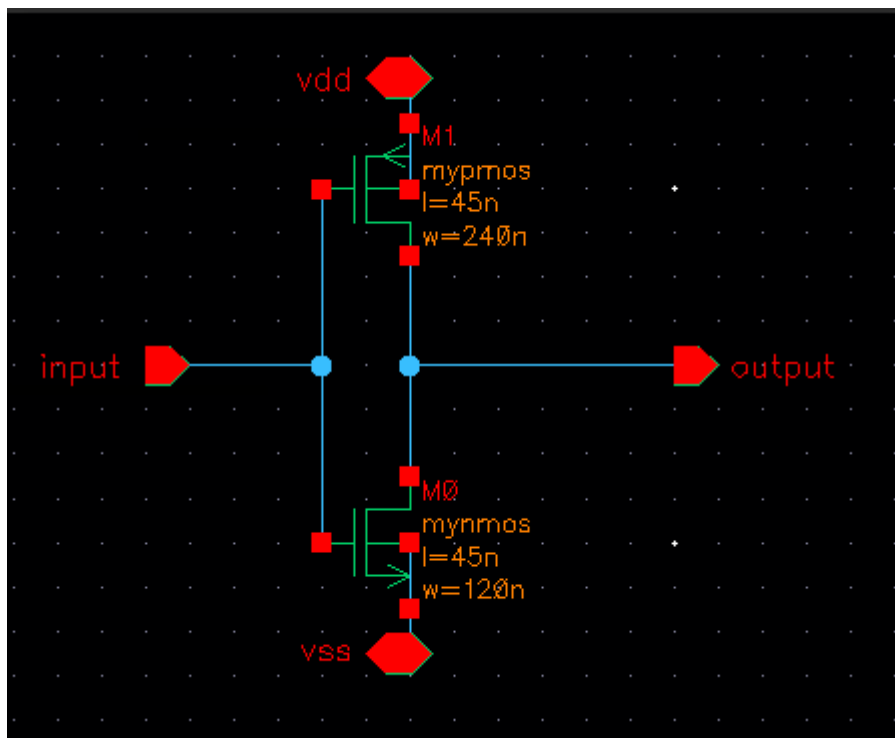 vdd
M1
mypmos
l=45n
w=240n
input
output
M0
mynmos
l=45n
w=120n
vss